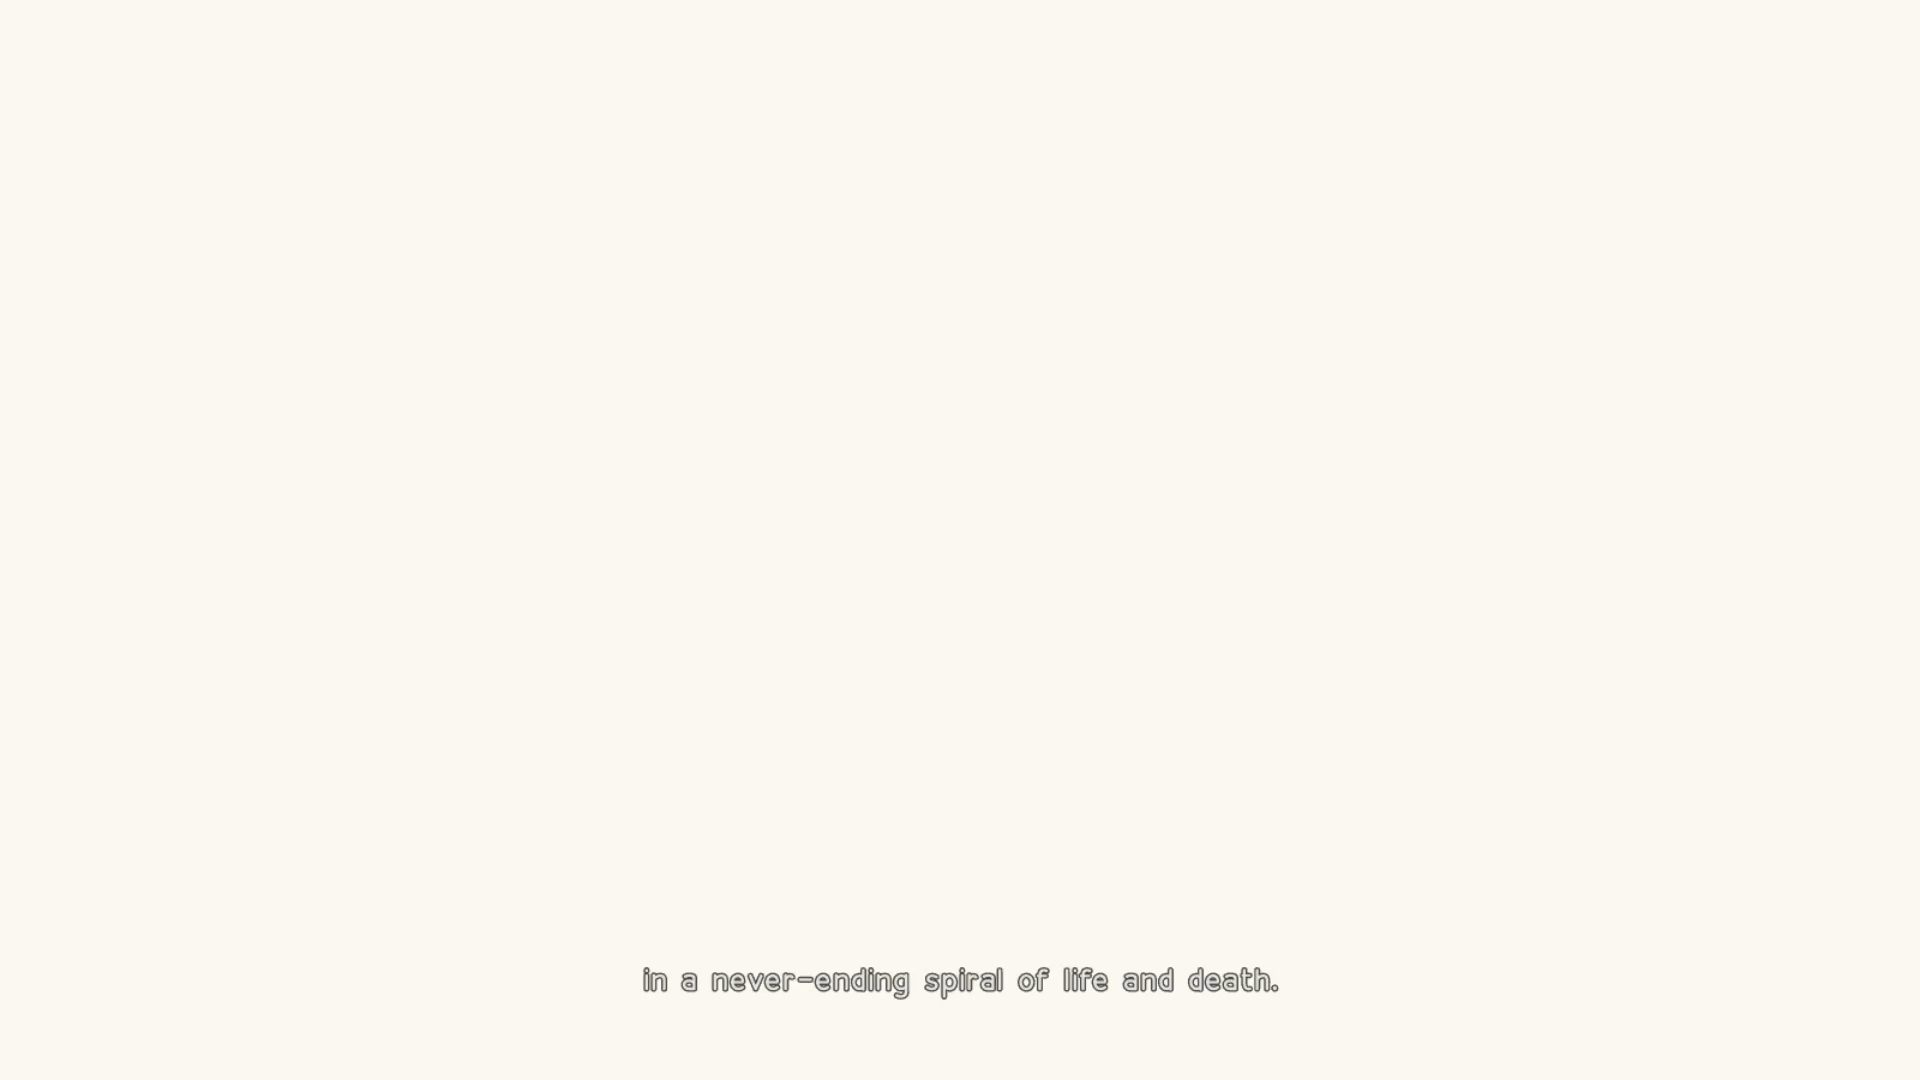 in a never-ending spiral of life and death.